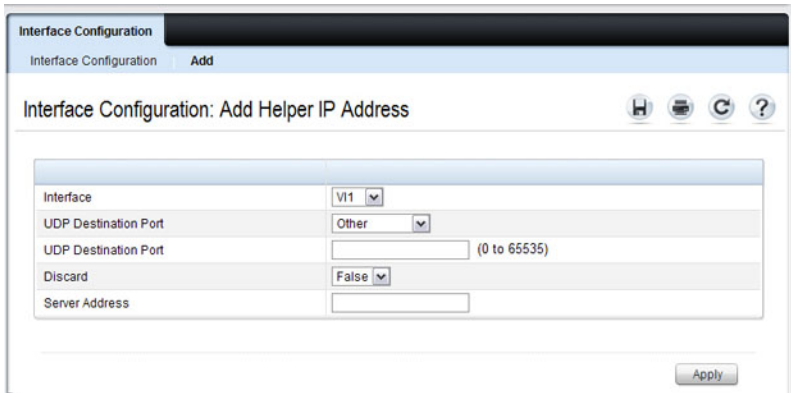 Interface Configuration
Interface Configuration Add
Interface Configuration: Add Helper IP Address
Interface VI1
UDP Destination Port Other
UDP Destination Port (0 to 65535)
Discard False
Server Address
Apply